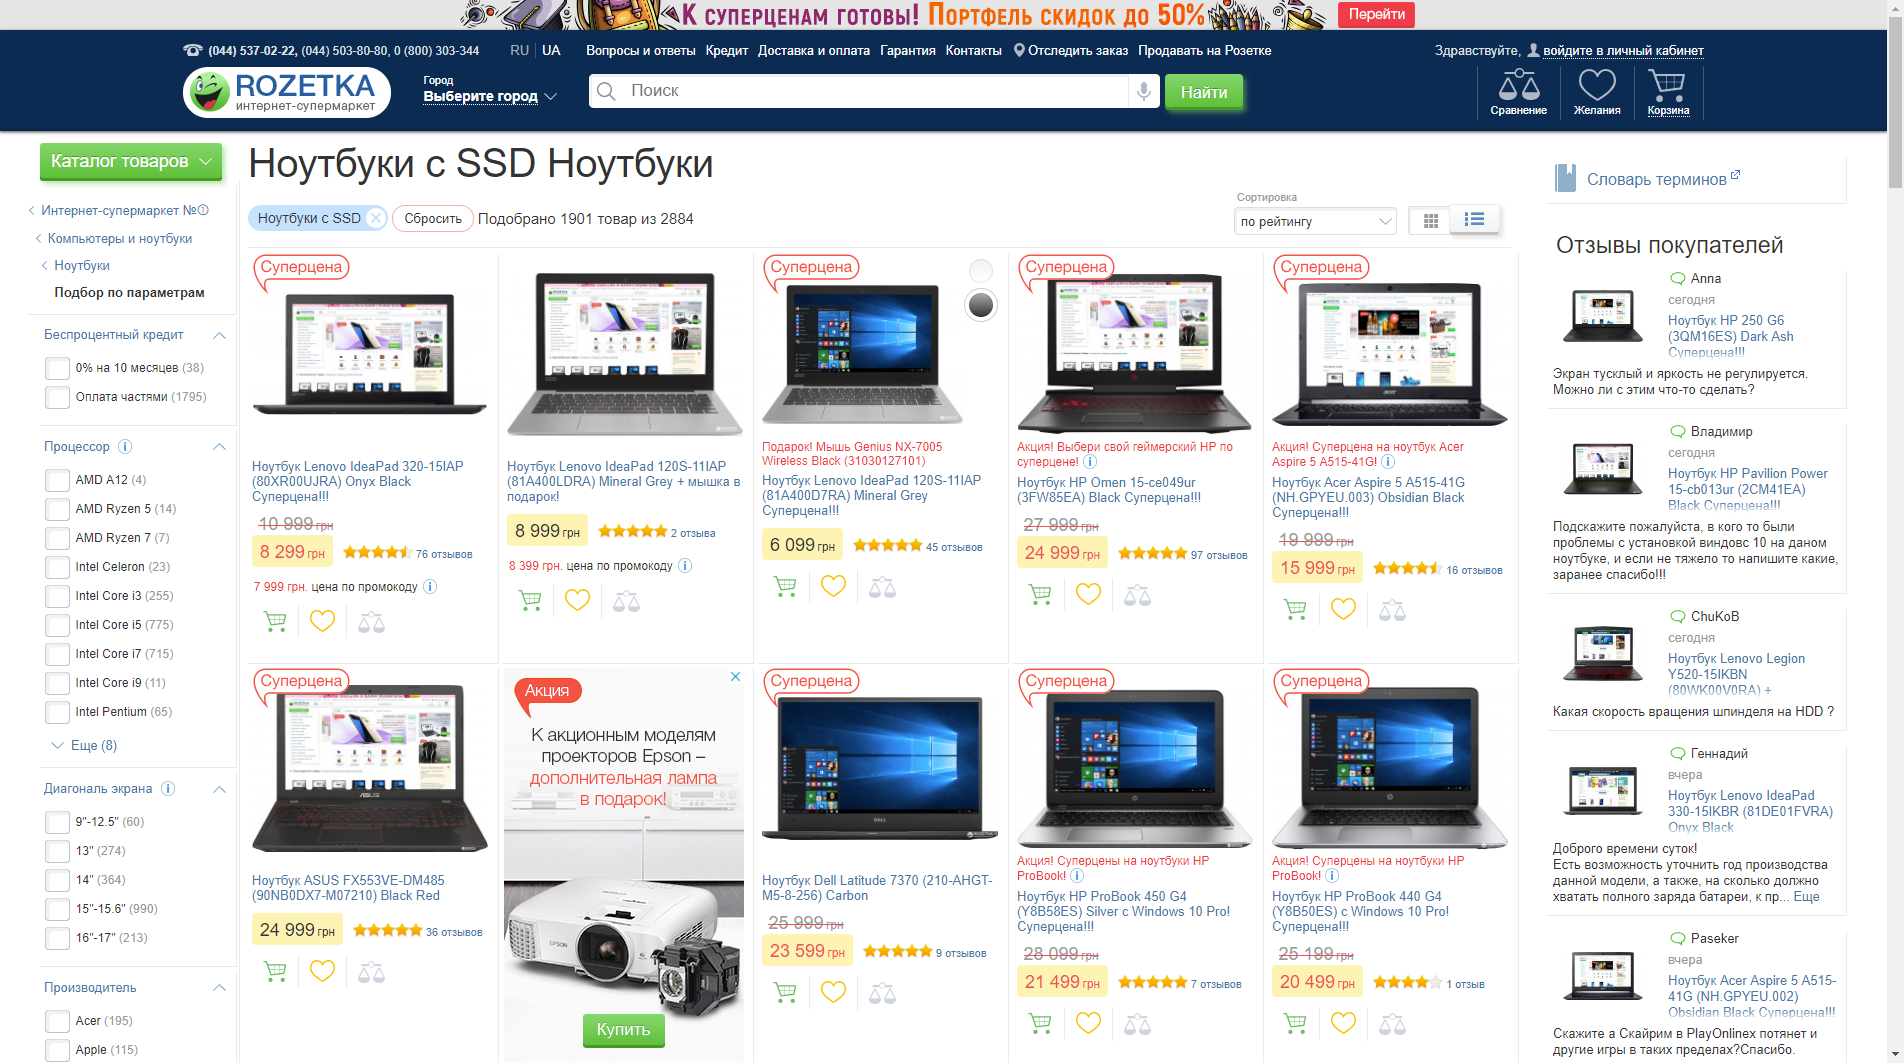 К суперценам готовы! Портфель скидок до 50% Перейти
(044) 537-02-22, (044) 503-80-80, 0 (800) 303-344
RU UA
Вопросы и ответы Кредит Доставка и оплата Гарантия Контакты Отследить заказ Продавать на Розетке
Здравствуйте, войдите в личный кабинет
ROZETKA
интернет-супермаркет
Город
Выберите город
Поиск
Найти
Сравнение
Желания
Корзина
Каталог товаров
Интернет-супермаркет №①
Компьютеры и ноутбуки
Ноутбуки
Подбор по параметрам
Беспроцентный кредит
0% на 10 месяцев (38)
Оплата частями (1795)
Процессор
AMD A12 (4)
AMD Ryzen 5 (14)
AMD Ryzen 7 (7)
Intel Celeron (23)
Intel Core i3 (255)
Intel Core i5 (775)
Intel Core i7 (715)
Intel Core i9 (11)
Intel Pentium (65)
Еще (8)
Диагональ экрана
9"-12.5" (60)
13" (274)
14" (364)
15"-15.6" (990)
16"-17" (213)
Производитель
Acer (195)
Apple (115)
Ноутбуки с SSD Ноутбуки
Ноутбуки с SSD
Сбросить
Подобрано 1901 товар из 2884
Сортировка
по рейтингу
Суперцена
Ноутбук Lenovo IdeaPad 320-15IAP
(80XR00UJRA) Onyx Black
Суперцена!!!
10 999 грн
8 299 грн
76 отзывов
7 999 грн. цена по промокоду
Ноутбук Lenovo IdeaPad 120S-11IAP
(81A400LDRA) Mineral Grey + мышка в
подарок!
8 999 грн
2 отзыва
8 399 грн. цена по промокоду
Суперцена
Подарок! Мышь Genius NX-7005
Wireless Black (31030127101)
Ноутбук Lenovo IdeaPad 120S-11IAP
(81A400D7RA) Mineral Grey
Суперцена!!!
6 099 грн
45 отзывов
Суперцена
Акция! Выбери свой геймерский HP по
суперцене!
Ноутбук HP Omen 15-ce049ur
(3FW85EA) Black Суперцена!!!
27 999 грн
24 999 грн
97 отзывов
Суперцена
acer
Акция! Суперцена на ноутбук Acer
Aspire 5 A515-41G!
Ноутбук Acer Aspire 5 A515-41G
(NH.GPYEU.003) Obsidian Black
Суперцена!!!
19 999 грн
15 999 грн
16 отзывов
Суперцена
ASUS
Ноутбук ASUS FX553VE-DM485
(90NB0DX7-M07210) Black Red
24 999 грн
36 отзывов
Акция
К акционным моделям
проекторов Epson –
дополнительная лампа
в подарок!
EPSON
Купить
Суперцена
DELL
ROZETKA
Ноутбук Dell Latitude 7370 (210-AHGT-
M5-8-256) Carbon
25 999 грн
23 599 грн
9 отзывов
Суперцена
Акция! Суперцены на ноутбуки HP
ProBook!
Ноутбук HP ProBook 450 G4
(Y8B58ES) Silver с Windows 10 Pro!
Суперцена!!!
28 099 грн
21 499 грн
7 отзывов
Суперцена
Акция! Суперцены на ноутбуки HP
ProBook!
Ноутбук HP ProBook 440 G4
(Y8B50ES) с Windows 10 Pro!
Суперцена!!!
25 199 грн
20 499 грн
1 отзыв
Словарь терминов
Отзывы покупателей
Anna
сегодня
Ноутбук HP 250 G6
(3QM16ES) Dark Ash
Суперцена!!!
Экран тусклый и яркость не регулируется.
Можно ли с этим что-то сделать?
Владимир
сегодня
Ноутбук HP Pavilion Power
15-cb013ur (2CM41EA)
Black Суперцена!!!
Подскажите пожалуйста, в кого то были
проблемы с установкой виндовс 10 на даном
ноутбуке, и если не тяжело то напишите какие,
заранее спасибо!!!
ChuKoB
сегодня
Ноутбук Lenovo Legion
Y520-15IKBN
(80WK00V0RA) +
Какая скорость вращения шпинделя на HDD ?
Геннадий
вчера
Ноутбук Lenovo IdeaPad
330-15IKBR (81DE01FVRA)
Onyx Black
Доброго времени суток!
Есть возможность уточнить год производства
данной модели, а также, на сколько должно
хватать полного заряда батареи, к пр... Еще
Paseker
вчера
Ноутбук Acer Aspire 5 A515-
41G (NH.GPYEU.002)
Obsidian Black Суперцена!!!
Скажите а Скайрим в PlayOnlinex потянет и
другие игры в таких пределах?Спасибо.